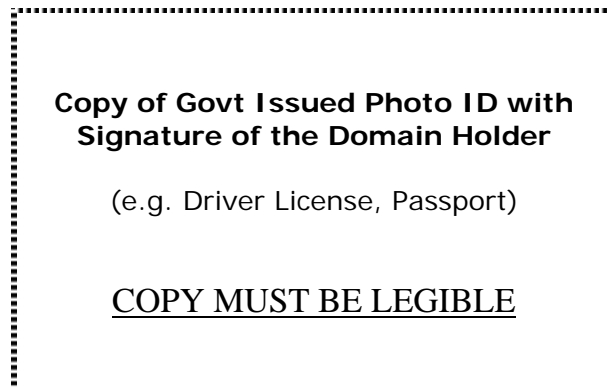 Copy of Govt Issued Photo ID with
Signature of the Domain Holder
(e.g. Driver License, Passport)
COPY MUST BE LEGIBLE